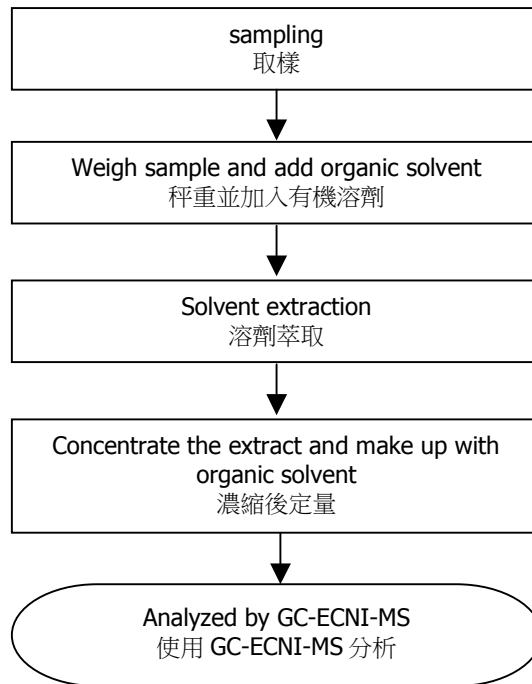 sampling
取樣
Weigh sample and add organic solvent
秤重並加入有機溶劑
Solvent extraction
溶劑萃取
Concentrate the extract and make up with
organic solvent
濃縮後定量
Analyzed by GC-ECNI-MS
使用 GC-ECNI-MS 分析